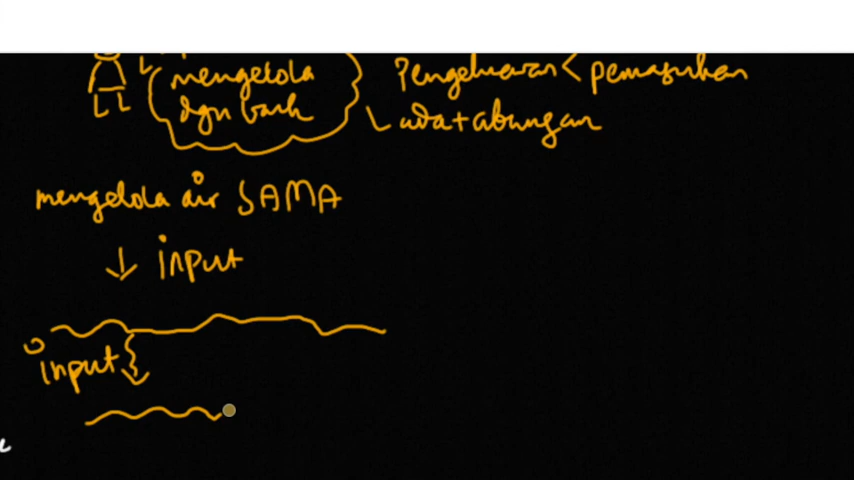 mengelola
dgn baik
Pengeluaran < pemasukan
ada tabungan
mengelola air SAMA
↓ input
input